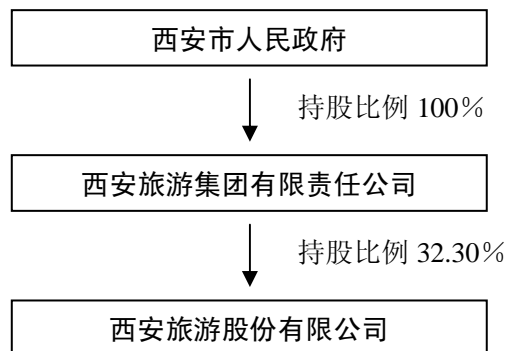 西安市人民政府
持股比例 100％
西安旅游集团有限责任公司
持股比例 32.30％
西安旅游股份有限公司